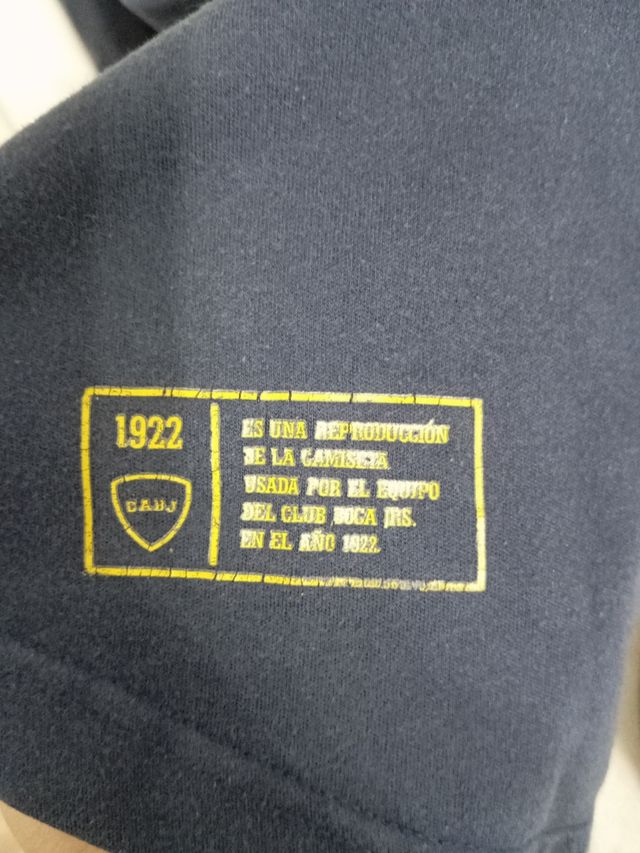 1922
CABJ
ES UNA REPRODUCCIÓN
DE LA CAMISETA
USADA POR EL EQUIPO
DEL CLUB BOCA JRS.
EN EL AÑO 1922.